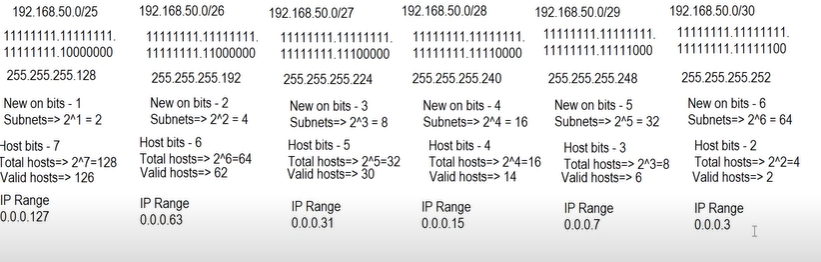 192.168.50.0/25
11111111.11111111.
11111111.10000000
255.255.255.128
New on bits - 1
Subnets=> 2^1 = 2
Host bits - 7
Total hosts=> 2^7=128
Valid hosts=> 126
IP Range
0.0.0.127
192.168.50.0/26
11111111.11111111.
11111111.11000000
255.255.255.192
New on bits - 2
Subnets=> 2^2 = 4
Host bits - 6
Total hosts=> 2^6=64
Valid hosts=> 62
IP Range
0.0.0.63
192.168.50.0/27
11111111.11111111.
11111111.11100000
255.255.255.224
New on bits - 3
Subnets=> 2^3 = 8
Host bits - 5
Total hosts=> 2^5=32
Valid hosts=> 30
IP Range
0.0.0.31
192.168.50.0/28
11111111.11111111.
11111111.11110000
255.255.255.240
New on bits - 4
Subnets=> 2^4 = 16
Host bits - 4
Total hosts=> 2^4=16
Valid hosts=> 14
IP Range
0.0.0.15
192.168.50.0/29
11111111.11111111.
11111111.11111000
255.255.255.248
New on bits - 5
Subnets=> 2^5 = 32
Host bits - 3
Total hosts=> 2^3=8
Valid hosts=> 6
IP Range
0.0.0.7
192.168.50.0/30
11111111.11111111.
11111111.11111100
255.255.255.252
New on bits - 6
Subnets=> 2^6 = 64
Host bits - 2
Total hosts=> 2^2=4
Valid hosts=> 2
IP Range
0.0.0.3